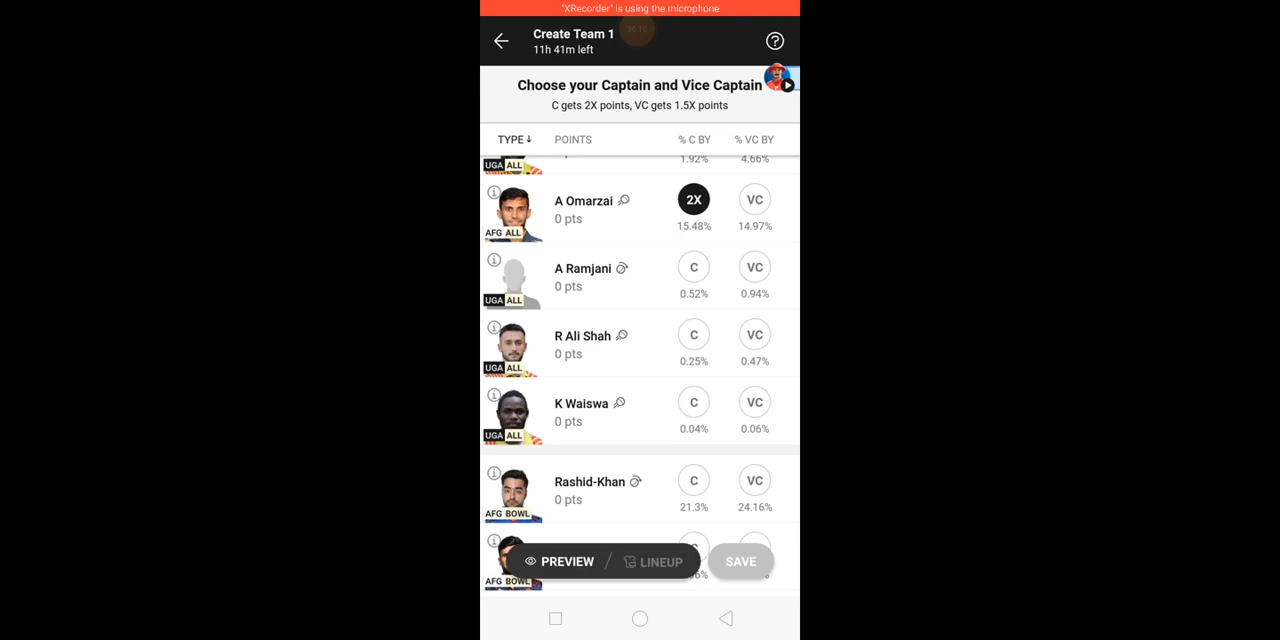 "XRecorder" is using the microphone
Create Team 1
11h 41m left
Choose your Captain and Vice Captain
C gets 2X points, VC gets 1.5X points
TYPE↓ POINTS % C BY % VC BY
UGA ALL 1.92% 4.66%
A Omarzai 2X VC
0 pts 15.48% 14.97%
AFG ALL
A Ramjani C VC
0 pts 0.52% 0.94%
UGA ALL
R Ali Shah C VC
0 pts 0.25% 0.47%
UGA ALL
K Waiswa C VC
0 pts 0.04% 0.06%
UGA ALL
Rashid-Khan C VC
0 pts 21.3% 24.16%
AFG BOWL
PREVIEW / LINEUP SAVE
AFG BOWL